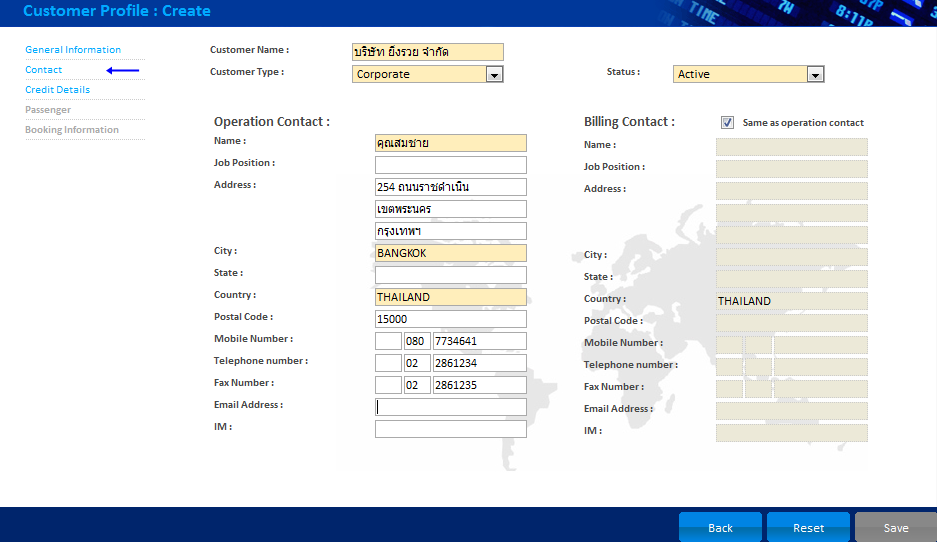 Customer Profile : Create
ON TIME
7H
8:11P
General Information
Contact
Credit Details
Passenger
Booking Information
Customer Name :
บริษัท ยิ่งรวย จำกัด
Customer Type :
Corporate
Status :
Active
Operation Contact :
Name :
คุณสมชาย
Job Position :
Address :
254 ถนนราชดำเนิน
เขตพระนคร
กรุงเทพฯ
City :
BANGKOK
State :
Country :
THAILAND
Postal Code :
15000
Mobile Number :
080 7734641
Telephone number :
02 2861234
Fax Number :
02 2861235
Email Address :
IM :
Billing Contact :
Same as operation contact
Name :
Job Position :
Address :
City :
State :
Country :
THAILAND
Postal Code :
Mobile Number :
Telephone number :
Fax Number :
Email Address :
IM :
Back
Reset
Save